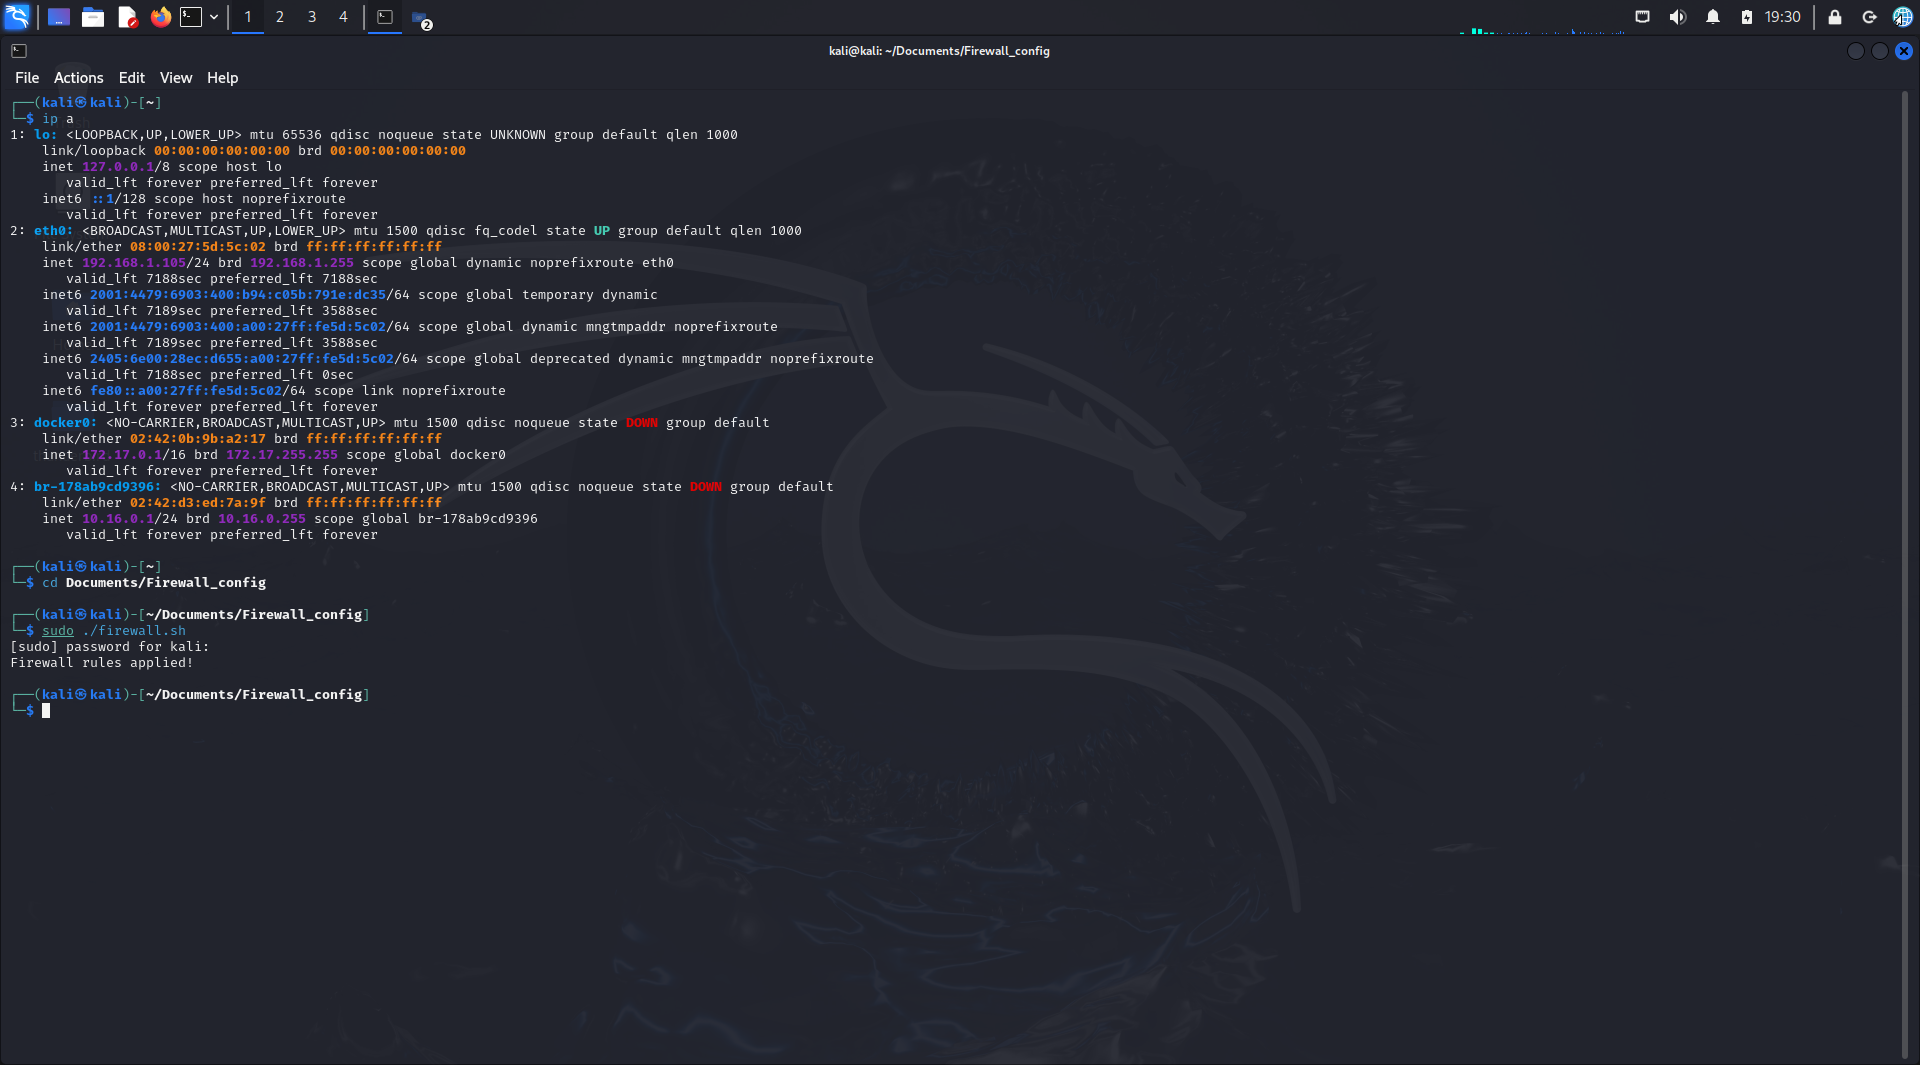 1 2 3 4 2 19:30
kali@kali: ~/Documents/Firewall_config
File Actions Edit View Help
┌──(kali㉿kali)-[~]
└─$ ip a
1: lo: <LOOPBACK,UP,LOWER_UP> mtu 65536 qdisc noqueue state UNKNOWN group default qlen 1000
    link/loopback 00:00:00:00:00:00 brd 00:00:00:00:00:00
    inet 127.0.0.1/8 scope host lo
       valid_lft forever preferred_lft forever
    inet6 ::1/128 scope host noprefixroute
       valid_lft forever preferred_lft forever
2: eth0: <BROADCAST,MULTICAST,UP,LOWER_UP> mtu 1500 qdisc fq_codel state UP group default qlen 1000
    link/ether 08:00:27:5d:5c:02 brd ff:ff:ff:ff:ff:ff
    inet 192.168.1.105/24 brd 192.168.1.255 scope global dynamic noprefixroute eth0
       valid_lft 7188sec preferred_lft 7188sec
    inet6 2001:4479:6903:400:b94:c05b:791e:dc35/64 scope global temporary dynamic
       valid_lft 7189sec preferred_lft 3588sec
    inet6 2001:4479:6903:400:a00:27ff:fe5d:5c02/64 scope global dynamic mngtmpaddr noprefixroute
       valid_lft 7189sec preferred_lft 3588sec
    inet6 2405:6e00:28ec:d655:a00:27ff:fe5d:5c02/64 scope global deprecated dynamic mngtmpaddr noprefixroute
       valid_lft 7188sec preferred_lft 0sec
    inet6 fe80::a00:27ff:fe5d:5c02/64 scope link noprefixroute
       valid_lft forever preferred_lft forever
3: docker0: <NO-CARRIER,BROADCAST,MULTICAST,UP> mtu 1500 qdisc noqueue state DOWN group default
    link/ether 02:42:0b:9b:a2:17 brd ff:ff:ff:ff:ff:ff
    inet 172.17.0.1/16 brd 172.17.255.255 scope global docker0
       valid_lft forever preferred_lft forever
4: br-178ab9cd9396: <NO-CARRIER,BROADCAST,MULTICAST,UP> mtu 1500 qdisc noqueue state DOWN group default
    link/ether 02:42:d3:ed:7a:9f brd ff:ff:ff:ff:ff:ff
    inet 10.16.0.1/24 brd 10.16.0.255 scope global br-178ab9cd9396
       valid_lft forever preferred_lft forever
┌──(kali㉿kali)-[~]
└─$ cd Documents/Firewall_config
┌──(kali㉿kali)-[~/Documents/Firewall_config]
└─$ sudo ./firewall.sh
[sudo] password for kali:
Firewall rules applied!
┌──(kali㉿kali)-[~/Documents/Firewall_config]
└─$